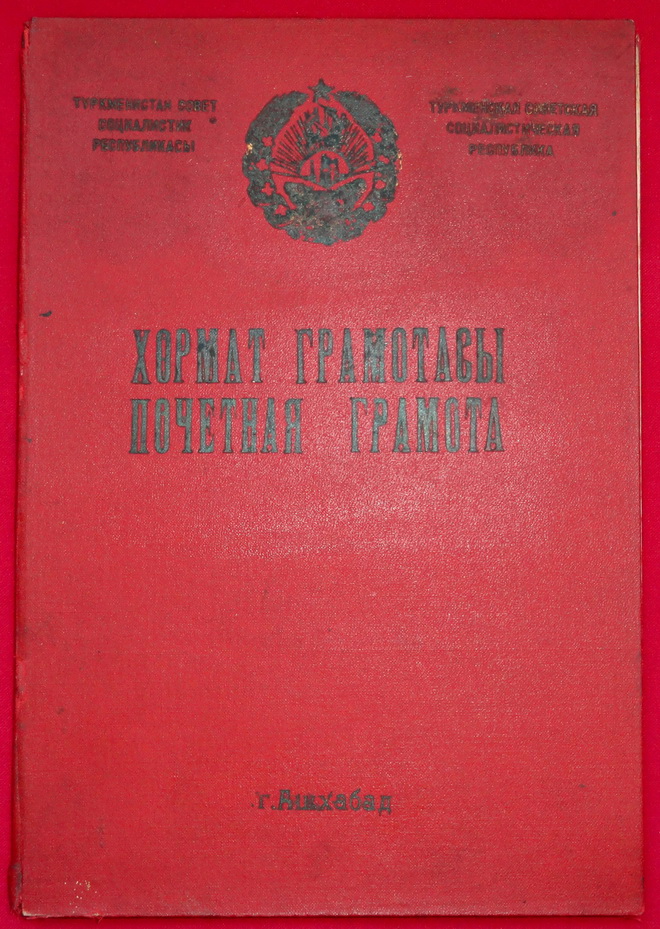 ТУРКМЕНИСТАН СОВЕТ
СОЦИАЛИСТИК
РЕСПУБЛИКАСЫ
ТУРКМЕНСКАЯ СОВЕТСКАЯ
СОЦИАЛИСТИЧЕСКАЯ
РЕСПУБЛИКА
ХОРМАТ ГРАМОТАСЫ
ПОЧЕТНАЯ ГРАМОТА
г.Ашхабад